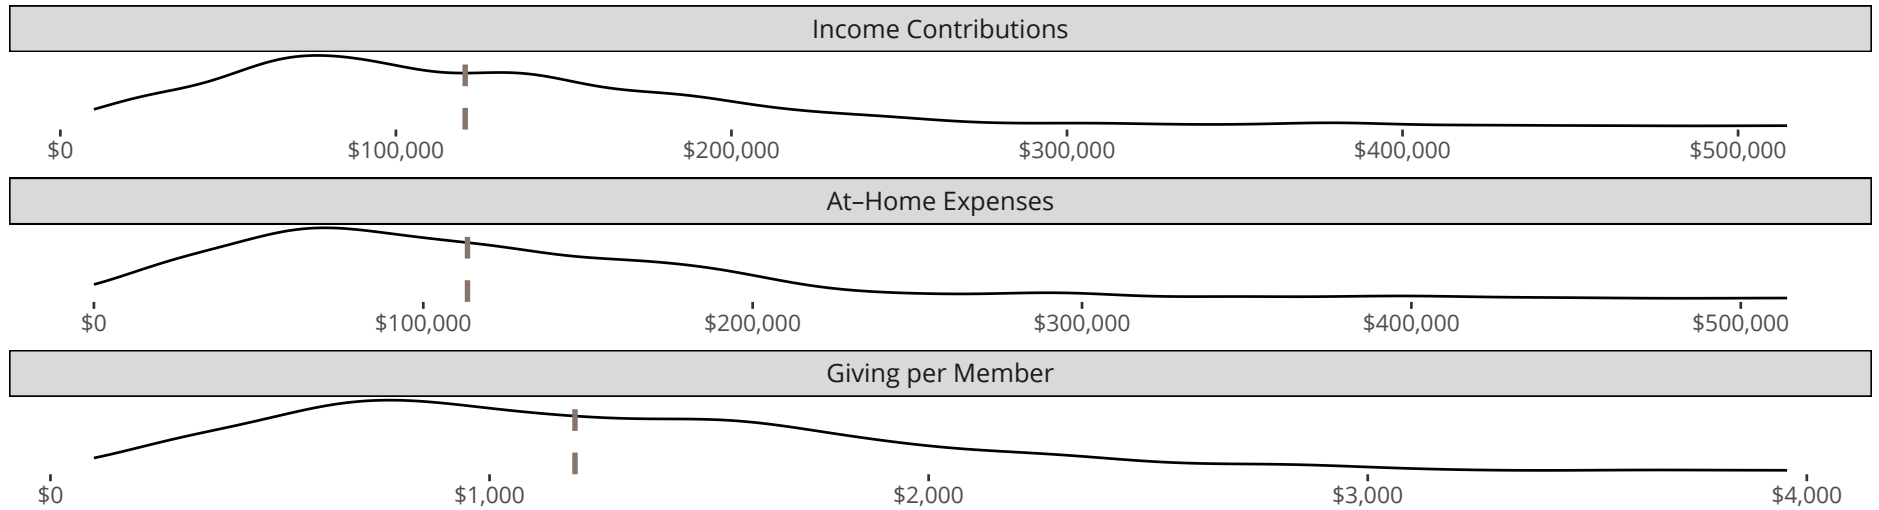 Income Contributions
$0 $100,000 $200,000 $300,000 $400,000 $500,000
At–Home Expenses
$0 $100,000 $200,000 $300,000 $400,000 $500,000
Giving per Member
$0 $1,000 $2,000 $3,000 $4,000